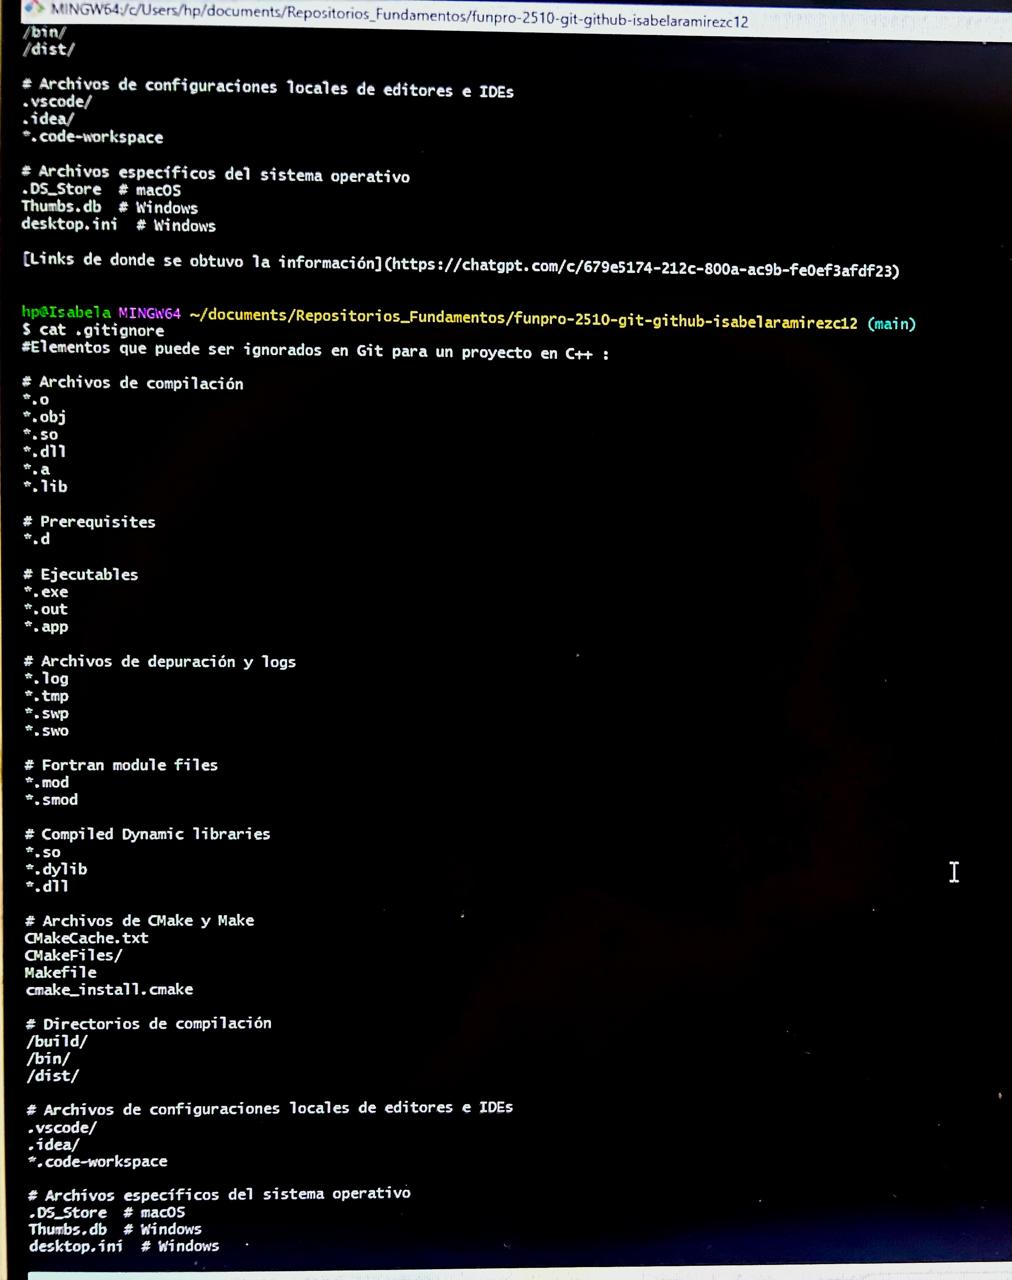 MINGW64:/c/Users/hp/documents/Repositorios_Fundamentos/funpro-2510-git-github-isabelaramirezc12
/bin/
/dist/
# Archivos de configuraciones locales de editores e IDEs
.vscode/
.idea/
*.code-workspace
# Archivos específicos del sistema operativo
.DS_Store  # macOS
Thumbs.db  # Windows
desktop.ini  # Windows
[Links de donde se obtuvo la información](https://chatgpt.com/c/679e5174-212c-800a-ac9b-fe0ef3afdf23)
hp@Isabela MINGW64 ~/documents/Repositorios_Fundamentos/funpro-2510-git-github-isabelaramirezc12 (main)
$ cat .gitignore
#Elementos que puede ser ignorados en Git para un proyecto en C++ :
# Archivos de compilación
*.o
*.obj
*.so
*.dll
*.a
*.lib
# Prerequisites
*.d
# Ejecutables
*.exe
*.out
*.app
# Archivos de depuración y logs
*.log
*.tmp
*.swp
*.swo
# Fortran module files
*.mod
*.smod
# Compiled Dynamic libraries
*.so
*.dylib
*.dll
# Archivos de CMake y Make
CMakeCache.txt
CMakeFiles/
Makefile
cmake_install.cmake
# Directorios de compilación
/build/
/bin/
/dist/
# Archivos de configuraciones locales de editores e IDEs
.vscode/
.idea/
*.code-workspace
# Archivos específicos del sistema operativo
.DS_Store  # macOS
Thumbs.db  # Windows
desktop.ini  # Windows